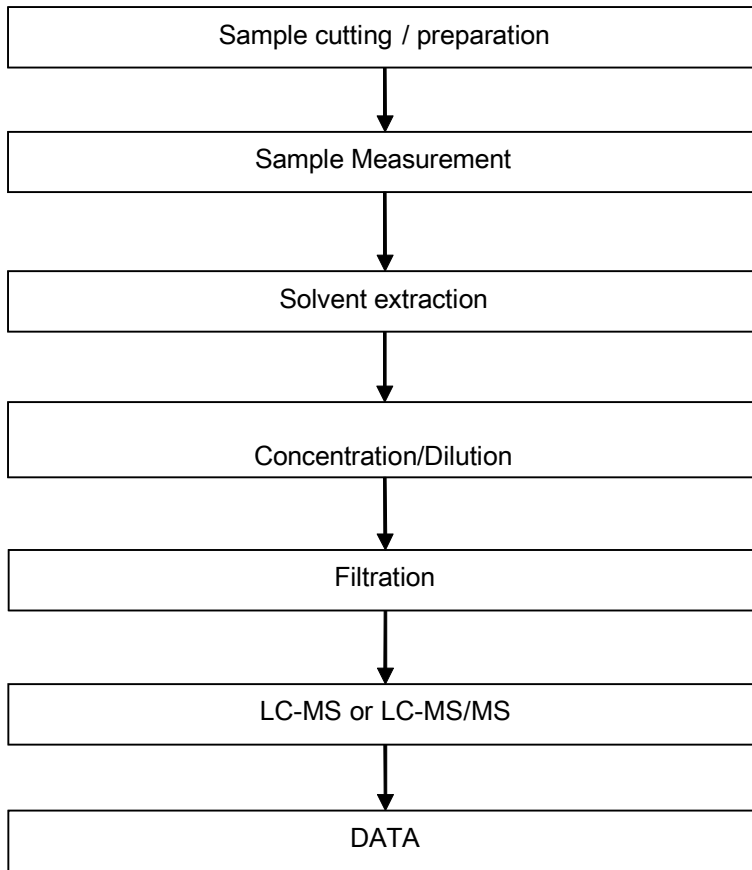 Sample cutting / preparation
Sample Measurement
Solvent extraction
Concentration/Dilution
Filtration
LC-MS or LC-MS/MS
DATA